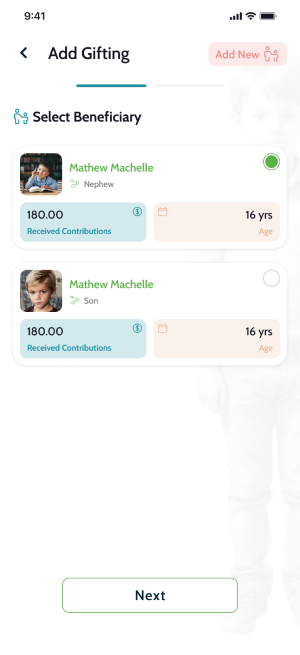 9:41
Add Gifting
Add New
Select Beneficiary
Mathew Machelle
Nephew
180.00
Received Contributions
16 yrs
Age
Mathew Machelle
Son
180.00
Received Contributions
16 yrs
Age
Next